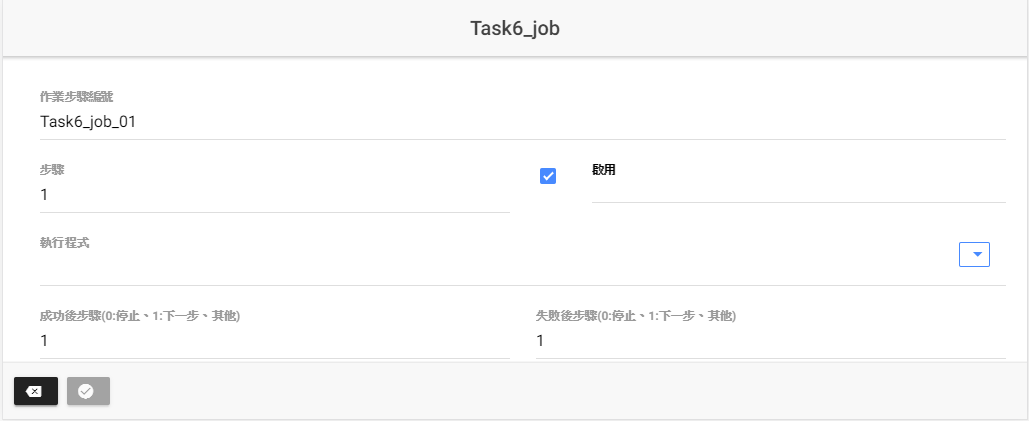 Task6_job
作業步驟編號
Task6_job_01
步驟
1
啟用
執行程式
成功後步驟(0:停止、1:下一步、其他)
1
失敗後步驟(0:停止、1:下一步、其他)
1